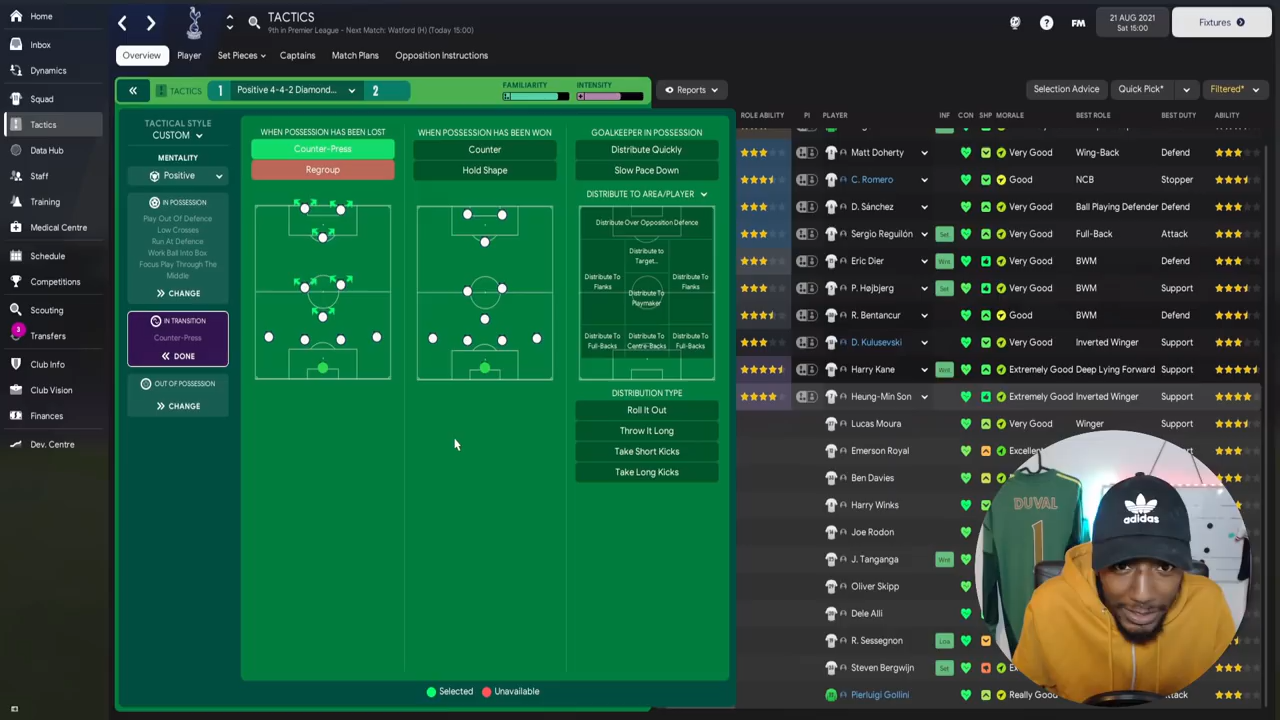 Home
Inbox
Dynamics
Squad
Tactics
Data Hub
Staff
Training
Medical Centre
Schedule
Competitions
Scouting
3
Transfers
Club Info
Club Vision
Finances
Dev. Centre
TACTICS
9th in Premier League - Next Match: Watford (H) (Today 15:00)
FM
21 AUG 2021
Sat 15:00
Fixtures
Overview
Player
Set Pieces
Captains
Match Plans
Opposition Instructions
TACTICS
1
Positive 4-4-2 Diamond...
2
FAMILIARITY
INTENSITY
Reports
Selection Advice
Quick Pick*
Filtered*
TACTICAL STYLE
CUSTOM
MENTALITY
Positive
IN POSSESSION
Play Out Of Defence
Low Crosses
Run At Defence
Work Ball Into Box
Focus Play Through The
Middle
CHANGE
IN TRANSITION
Counter-Press
DONE
OUT OF POSSESSION
CHANGE
WHEN POSSESSION HAS BEEN LOST
Counter-Press
Regroup
WHEN POSSESSION HAS BEEN WON
Counter
Hold Shape
GOALKEEPER IN POSSESSION
Distribute Quickly
Slow Pace Down
DISTRIBUTE TO AREA/PLAYER
Distribute Over Opposition Defence
Distribute to
Target...
Distribute To
Flanks
Distribute To
Playmaker
Distribute To
Flanks
Distribute To
Full-Backs
Distribute To
Centre-Backs
Distribute To
Full-Backs
DISTRIBUTION TYPE
Roll It Out
Throw It Long
Take Short Kicks
Take Long Kicks
Selected
Unavailable
ROLE ABILITY PI PLAYER INF CON SHP MORALE BEST ROLE BEST DUTY ABILITY
Matt Doherty Very Good Wing-Back Defend
C. Romero Good NCB Stopper
D. Sánchez Very Good Ball Playing Defender Defend
Sergio Reguilón Set Very Good Full-Back Attack
Eric Dier Wnt Very Good BWM Defend
P. Højbjerg Set Very Good BWM Support
R. Bentancur Good BWM Support
D. Kulusevski Very Good Winger Support
Harry Kane Wnt Extremely Good Deep Lying Forward Support
Heung-Min Son Extremely Good Inverted Winger Support
Lucas Moura Very Good Winger Support
Emerson Royal
Ben Davies
Harry Winks
Joe Rodon
J. Tanganga Wnt
Oliver Skipp
Dele Alli
R. Sessegnon Loa
Steven Bergwijn Set
Pierluigi Gollini Really Good
DUVAL
1
adidas